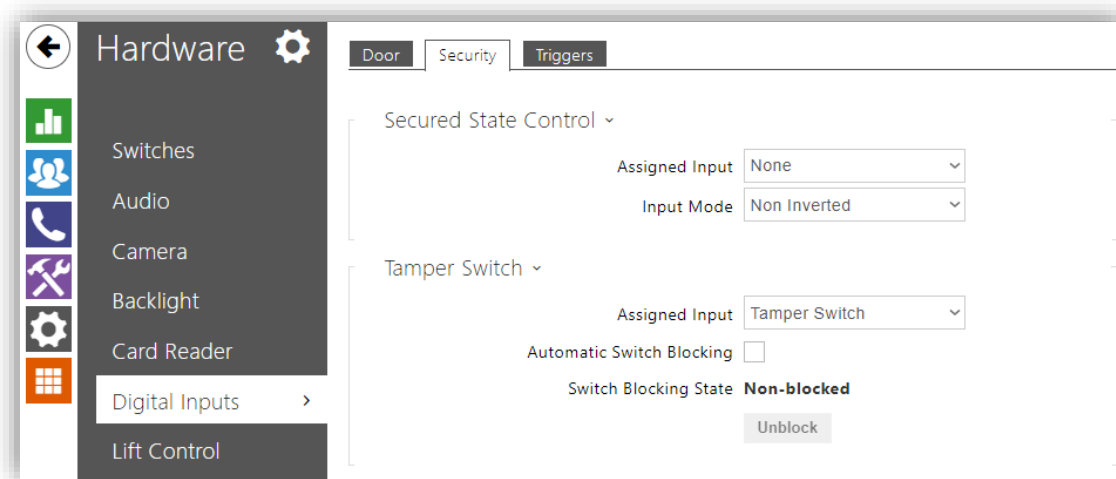 Hardware
Switches
Audio
Camera
Backlight
Card Reader
Digital Inputs
Lift Control
Door Security Triggers
Secured State Control
Assigned Input None
Input Mode Non Inverted
Tamper Switch
Assigned Input Tamper Switch
Automatic Switch Blocking
Switch Blocking State Non-blocked
Unblock